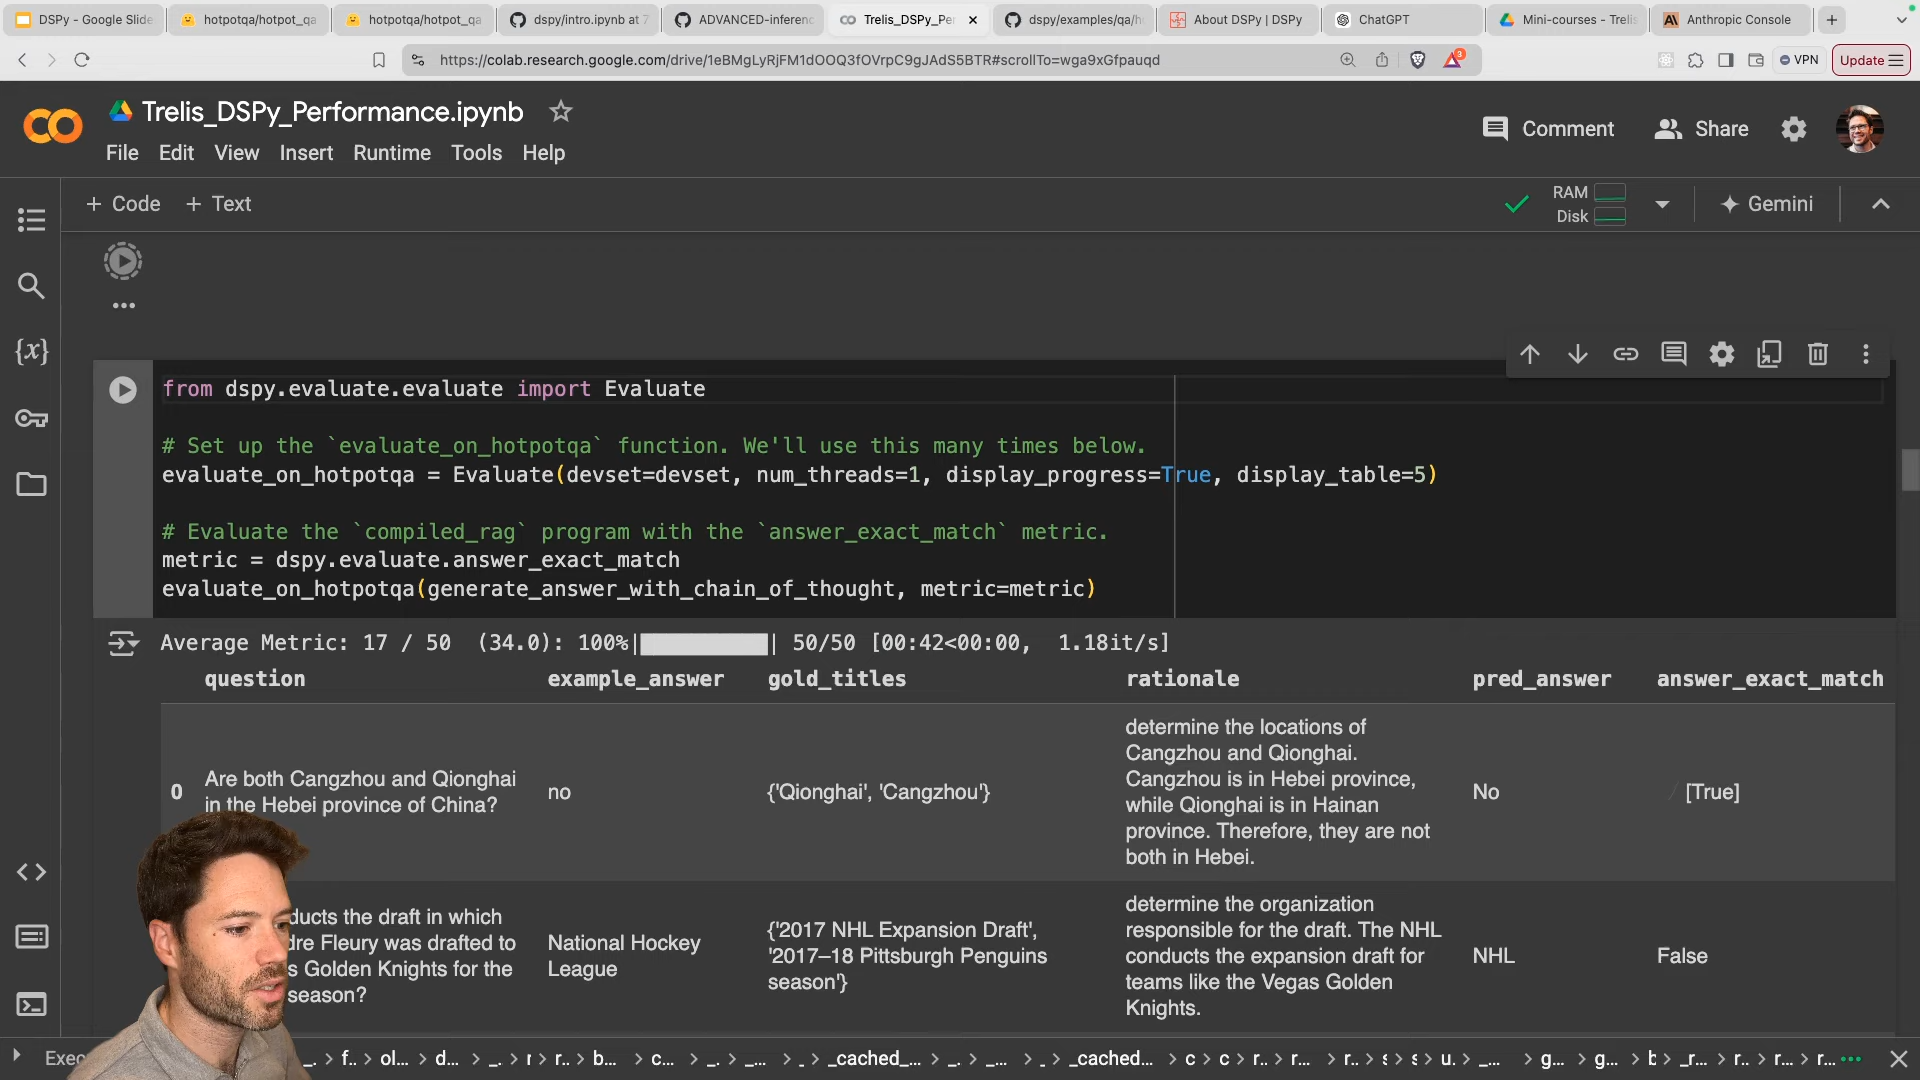 DSPy - Google Slide
hotpotqa/hotpot_qa
hotpotqa/hotpot_qa
dspy/intro.ipynb at 7
ADVANCED-inferenc
Trelis_DSPy_Per
dspy/examples/qa/h
About DSPy | DSPy
ChatGPT
Mini-courses - Trelis
Anthropic Console
https://colab.research.google.com/drive/1eBMgLyRjFM1dOOQ3fOVrpC9gJAdS5BTR#scrollTo=wga9xGfpauqd
3
VPN
Update
Trelis_DSPy_Performance.ipynb
File Edit View Insert Runtime Tools Help
Comment
Share
+ Code + Text
RAM
Disk
Gemini
from dspy.evaluate.evaluate import Evaluate
# Set up the `evaluate_on_hotpotqa` function. We'll use this many times below.
evaluate_on_hotpotqa = Evaluate(devset=devset, num_threads=1, display_progress=True, display_table=5)
# Evaluate the `compiled_rag` program with the `answer_exact_match` metric.
metric = dspy.evaluate.answer_exact_match
evaluate_on_hotpotqa(generate_answer_with_chain_of_thought, metric=metric)
Average Metric: 17 / 50 (34.0): 100%| | 50/50 [00:42<00:00, 1.18it/s]
question example_answer gold_titles rationale pred_answer answer_exact_match
0
Are both Cangzhou and Qionghai
in the Hebei province of China?
no
{'Qionghai', 'Cangzhou'}
determine the locations of
Cangzhou and Qionghai.
Cangzhou is in Hebei province,
while Qionghai is in Hainan
province. Therefore, they are not
both in Hebei.
No
[True]
ducts the draft in which
dre Fleury was drafted to
s Golden Knights for the
season?
National Hockey
League
{'2017 NHL Expansion Draft',
'2017–18 Pittsburgh Penguins
season'}
determine the organization
responsible for the draft. The NHL
conducts the expansion draft for
teams like the Vegas Golden
Knights.
NHL
False
Exec
_. > f... > ol... > d... > _. > r > r... > b... > c... > _. > _... > _. > _cached_... > _. > _... > _ > _cached... > c > c > r... > r... > r... > s > s > u. > _... > g... > g... > b > _r... > r... > r... > r...